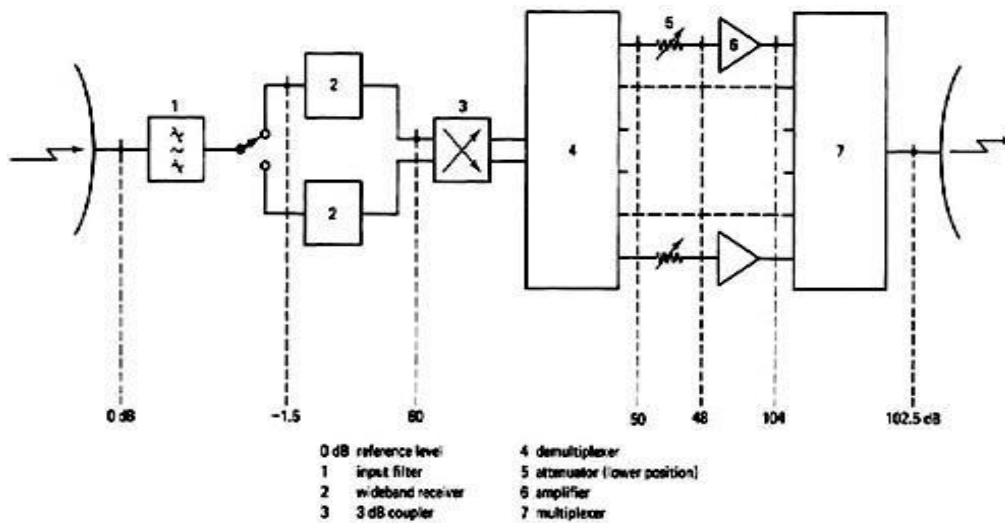 5
6
1
2
3
4
7
2
0 dB
-1.5
60
50
48
104
102.5 dB
0 dB reference level
1 input filter
2 wideband receiver
3 3 dB coupler
4 demultiplexer
5 attenuator (lower position)
6 amplifier
7 multiplexer